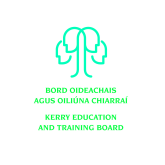 BORD OIDEACHAIS
AGUS OILIÚNA CHIARRAÍ
KERRY EDUCATION
AND TRAINING BOARD